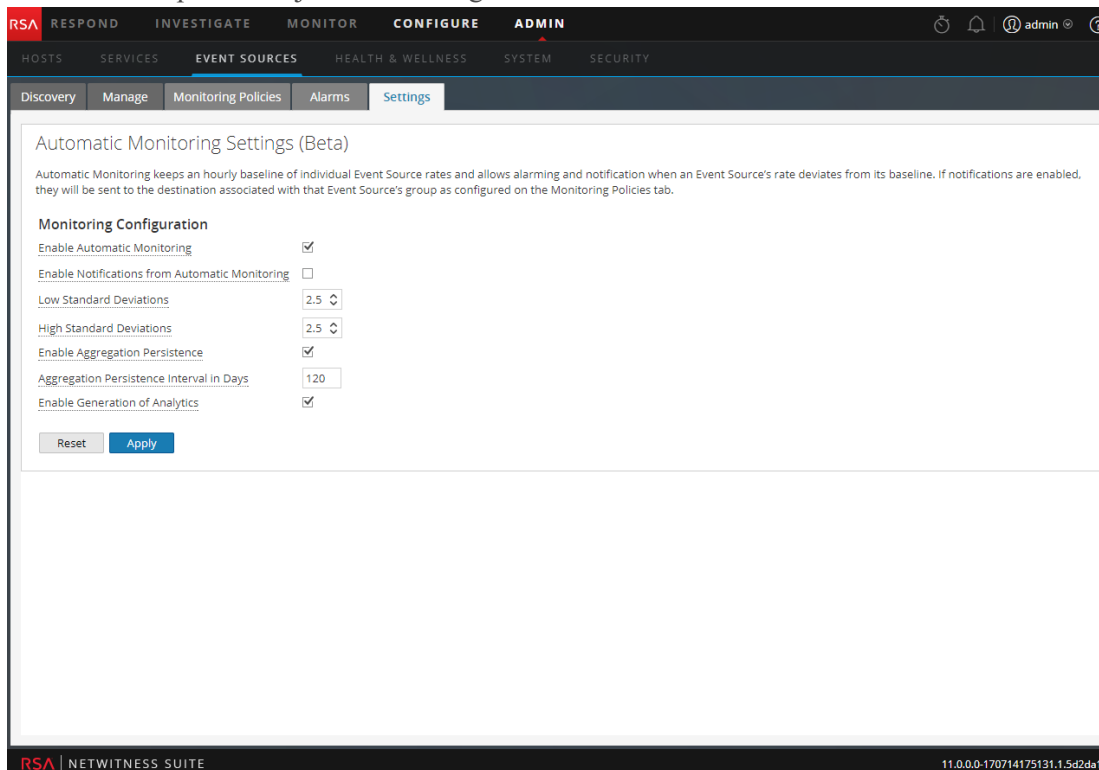 RSA RESPOND INVESTIGATE MONITOR CONFIGURE ADMIN admin
HOSTS SERVICES EVENT SOURCES HEALTH & WELLNESS SYSTEM SECURITY
Discovery Manage Monitoring Policies Alarms Settings
Automatic Monitoring Settings (Beta)
Automatic Monitoring keeps an hourly baseline of individual Event Source rates and allows alarming and notification when an Event Source's rate deviates from its baseline. If notifications are enabled,
they will be sent to the destination associated with that Event Source's group as configured on the Monitoring Policies tab.
Monitoring Configuration
Enable Automatic Monitoring
Enable Notifications from Automatic Monitoring
Low Standard Deviations 2.5
High Standard Deviations 2.5
Enable Aggregation Persistence
Aggregation Persistence Interval in Days 120
Enable Generation of Analytics
Reset Apply
RSA | NETWITNESS SUITE 11.0.0.0-170714175131.1.5d2da1